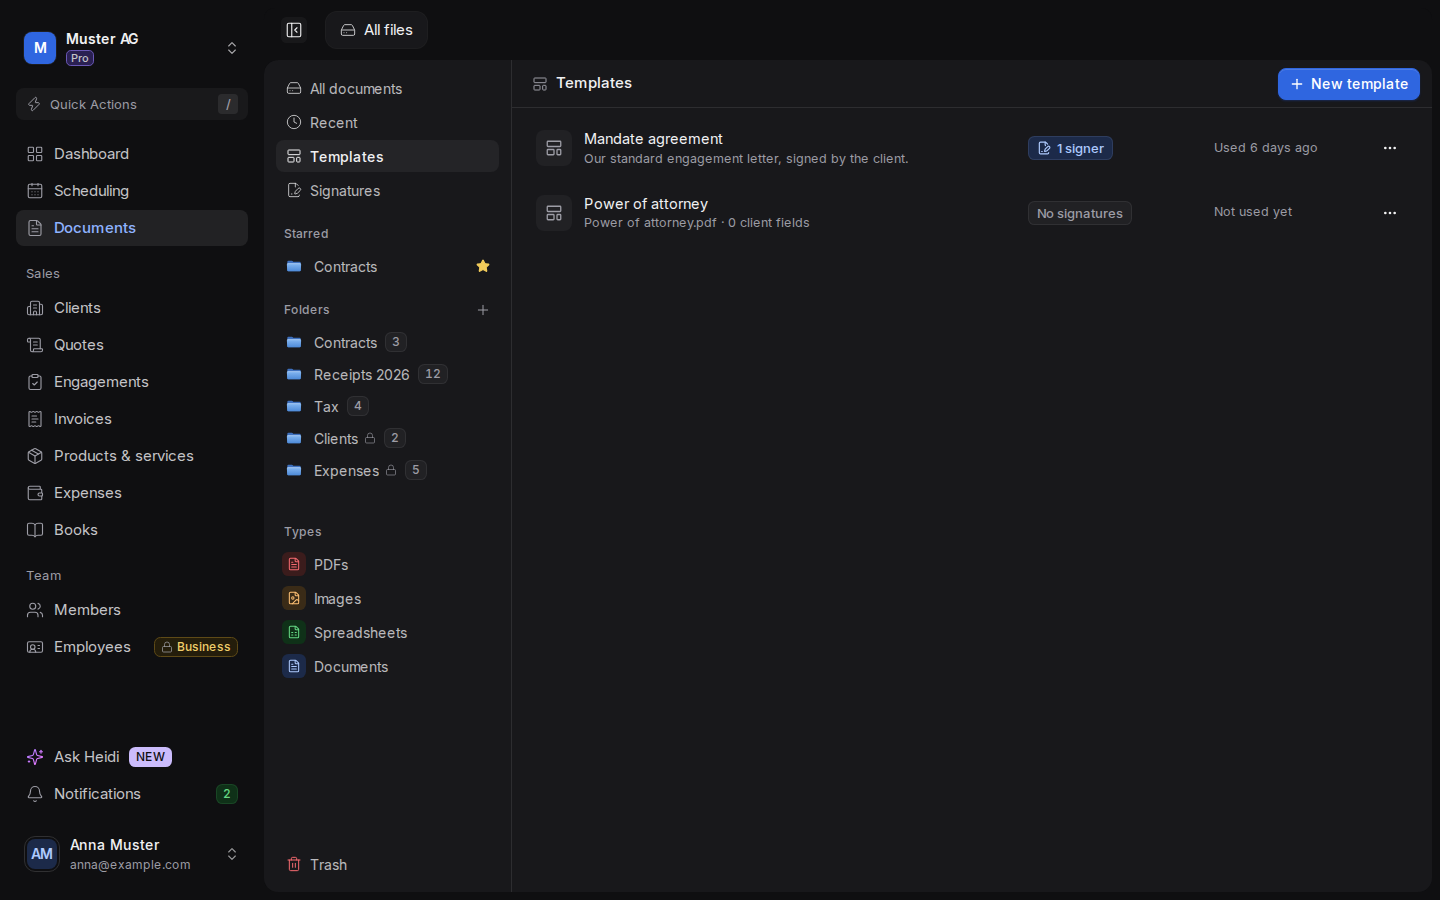 M
Muster AG
Pro
Quick Actions
/
Dashboard
Scheduling
Documents
Sales
Clients
Quotes
Engagements
Invoices
Products & services
Expenses
Books
Team
Members
Employees
Business
Ask Heidi
NEW
Notifications
2
AM
Anna Muster
anna@example.com
All files
All documents
Recent
Templates
Signatures
Starred
Contracts
Folders
Contracts
3
Receipts 2026
12
Tax
4
Clients
2
Expenses
5
Types
PDFs
Images
Spreadsheets
Documents
Trash
Templates
New template
Mandate agreement
Our standard engagement letter, signed by the client.
1 signer
Used 6 days ago
Power of attorney
Power of attorney.pdf · 0 client fields
No signatures
Not used yet